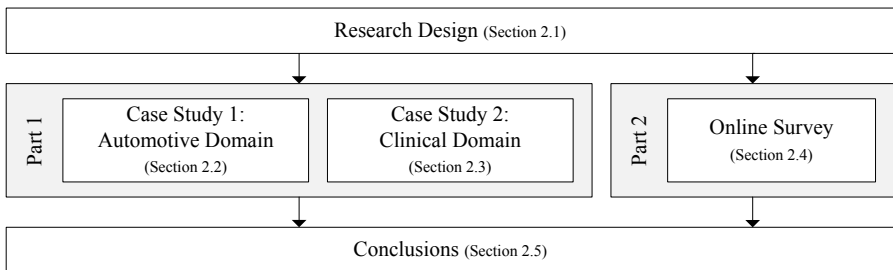 Research Design (Section 2.1)
Part 1
Case Study 1:
Automotive Domain
(Section 2.2)
Case Study 2:
Clinical Domain
(Section 2.3)
Part 2
Online Survey
(Section 2.4)
Conclusions (Section 2.5)